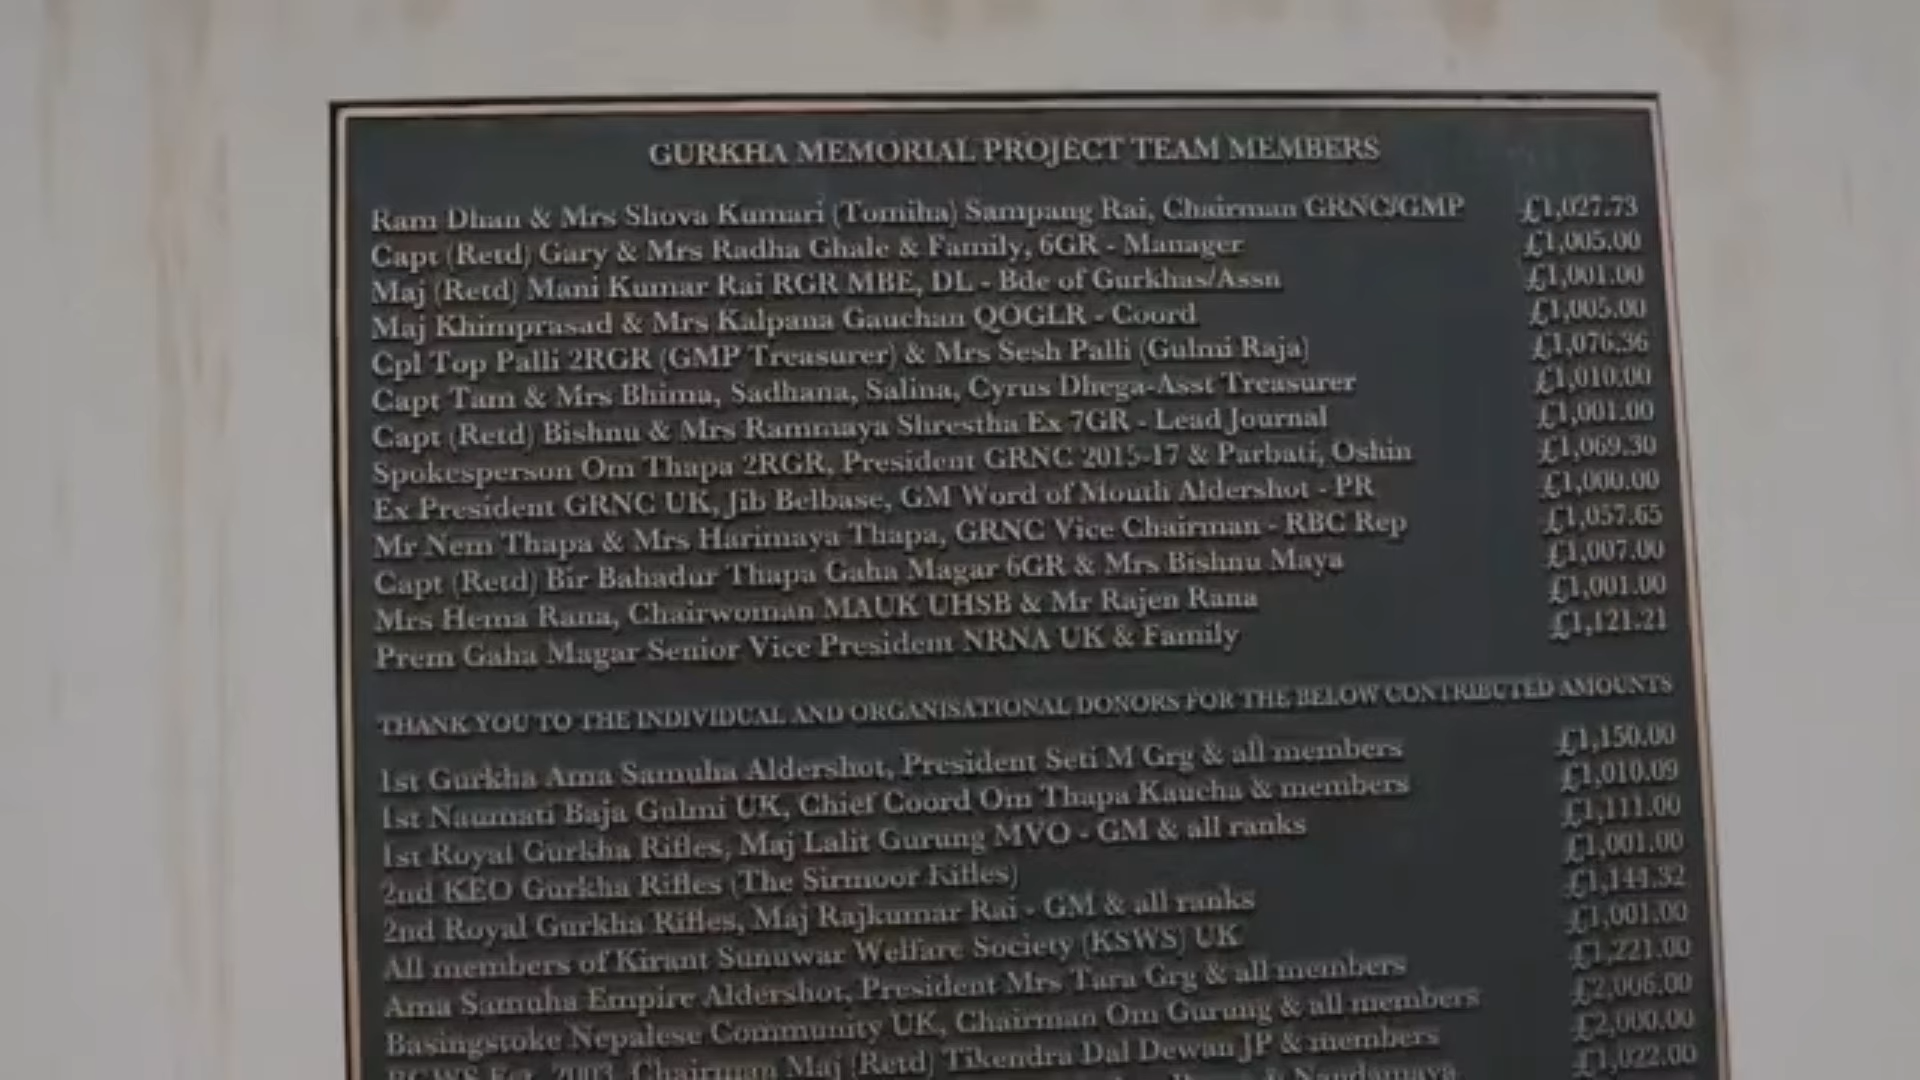 GURKHA MEMORIAL PROJECT TEAM MEMBERS
Ram Dhan & Mrs Shova Kumari (Tomiha) Sampang Rai, Chairman GRNC/GMP £1,027.73
Capt (Retd) Gary & Mrs Radha Ghale & Family, 6GR - Manager £1,005.00
Maj (Retd) Mani Kumar Rai RGR MBE, DL - Bde of Gurkhas/Assn £1,001.00
Maj Khimprasad & Mrs Kalpana Gauchan QOGLR - Coord £1,005.00
Cpl Top Palli 2RGR (GMP Treasurer) & Mrs Sesh Palli (Gulmi Raja) £1,076.36
Capt Tam & Mrs Bhima, Sadhana, Salina, Cyrus Dhega-Asst Treasurer £1,010.00
Capt (Retd) Bishnu & Mrs Rammaya Shrestha Ex 7GR - Lead Journal £1,001.00
Spokesperson Om Thapa 2RGR, President GRNC 2015-17 & Parbati, Oshin £1,069.30
Ex President GRNC UK, Jib Belbase, GM Word of Mouth Aldershot - PR £1,000.00
Mr Nem Thapa & Mrs Harimaya Thapa, GRNC Vice Chairman - RBC Rep £1,057.65
Capt (Retd) Bir Bahadur Thapa Gaha Magar 6GR & Mrs Bishnu Maya £1,007.00
Mrs Hema Rana, Chairwoman MAUK UHSB & Mr Rajen Rana £1,001.00
Prem Gaha Magar Senior Vice President NRNA UK & Family £1,121.21
THANK YOU TO THE INDIVIDUAL AND ORGANISATIONAL DONORS FOR THE BELOW CONTRIBUTED AMOUNTS
1st Gurkha Ama Samuha Aldershot, President Seti M Grg & all members £1,150.00
1st Naumati Baja Gulmi UK, Chief Coord Om Thapa Kaucha & members £1,010.09
1st Royal Gurkha Rifles, Maj Lalit Gurung MVO - GM & all ranks £1,111.00
2nd KEO Gurkha Rifles (The Sirmoor Rifles) £1,001.00
2nd Royal Gurkha Rifles, Maj Rajkumar Rai - GM & all ranks £1,144.32
All members of Kirant Sunuwar Welfare Society (KSWS) UK £1,001.00
Ama Samuha Empire Aldershot, President Mrs Tara Grg & all members £1,221.00
Basingstoke Nepalese Community UK, Chairman Om Gurung & all members £2,006.00
Est. 2003, Chairman Maj (Retd) Tikendra Dal Dewan JP & members £2,000.00
& Nandamaya £1,022.00